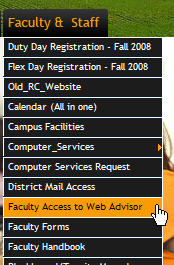 Faculty & Staff
Duty Day Registration - Fall 2008
Flex Day Registration - Fall 2008
Old_RC_Website
Calendar (All in one)
Campus Facilities
Computer_Services
Computer Services Request
District Mail Access
Faculty Access to Web Advisor
Faculty Forms
Faculty Handbook